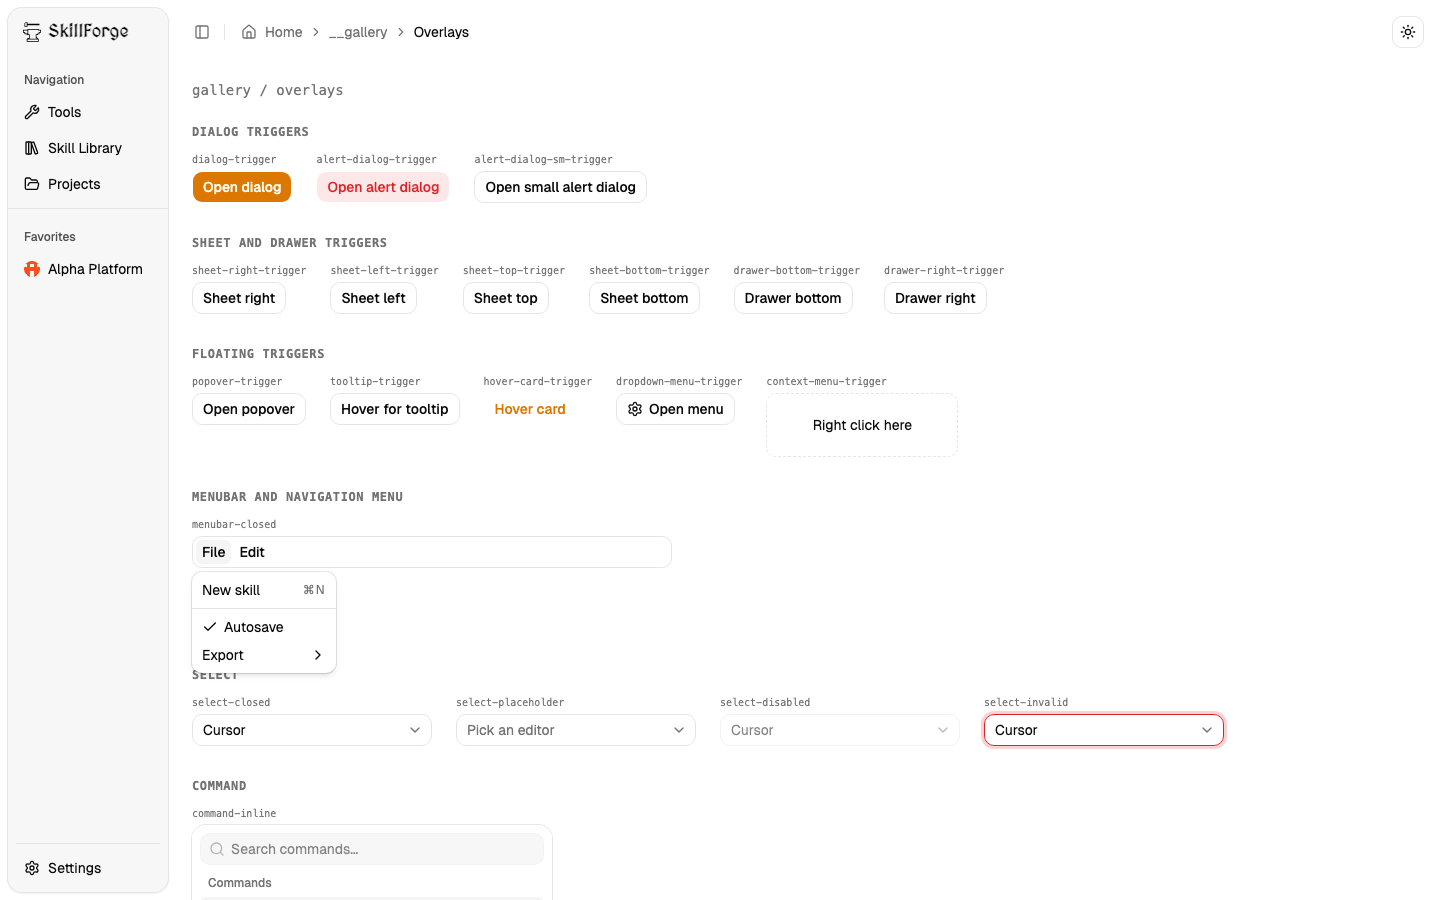 SkillForge
Navigation
Tools
Skill Library
Projects
Favorites
Alpha Platform
Settings
Home > __gallery > Overlays
gallery / overlays
DIALOG TRIGGERS
dialog-trigger alert-dialog-trigger alert-dialog-sm-trigger
Open dialog Open alert dialog Open small alert dialog
SHEET AND DRAWER TRIGGERS
sheet-right-trigger sheet-left-trigger sheet-top-trigger sheet-bottom-trigger drawer-bottom-trigger drawer-right-trigger
Sheet right Sheet left Sheet top Sheet bottom Drawer bottom Drawer right
FLOATING TRIGGERS
popover-trigger tooltip-trigger hover-card-trigger dropdown-menu-trigger context-menu-trigger
Open popover Hover for tooltip Hover card Open menu
Right click here
MENUBAR AND NAVIGATION MENU
menubar-closed
File Edit
New skill ⌘N
Autosave
Export
SELECT
select-closed select-placeholder select-disabled select-invalid
Cursor Pick an editor Cursor Cursor
COMMAND
command-inline
Search commands…
Commands